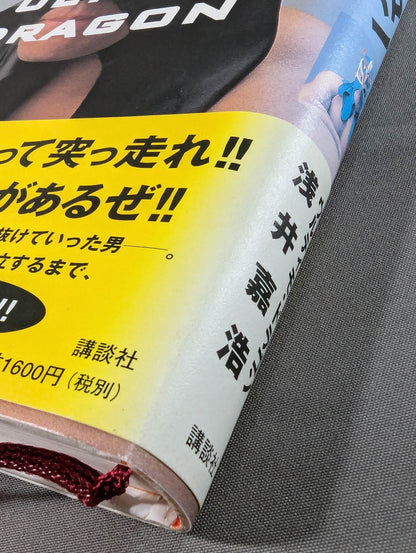 DRAGON
って突っ走れ!!
があるぜ!!
抜けていった男――。
立するまで、
!!
講談社
1600円(税別)
浅井嘉浩
講談社